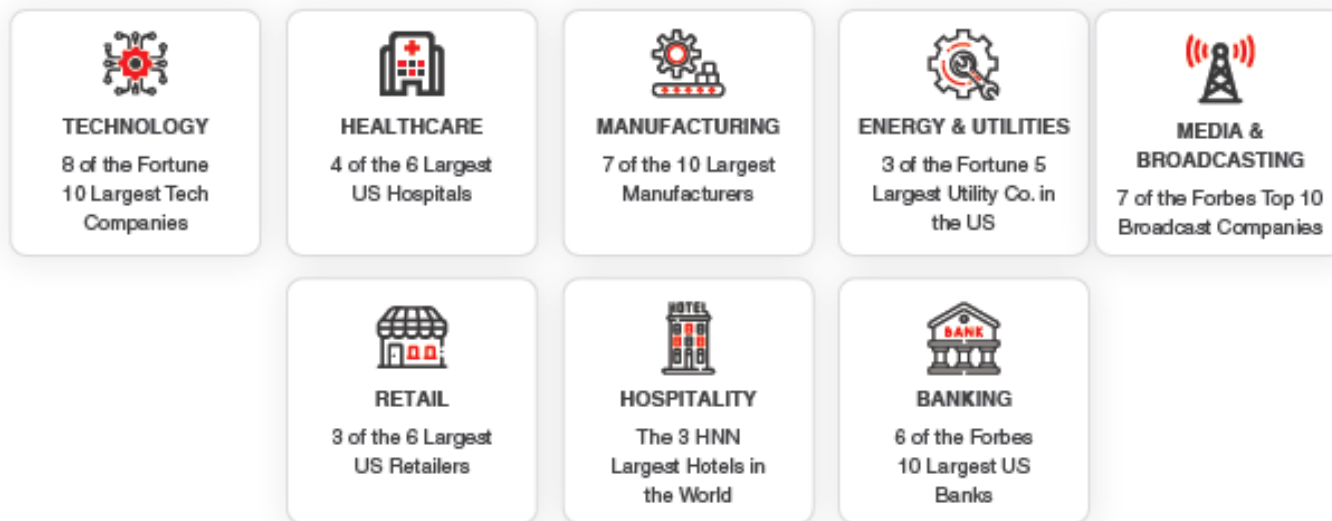 TECHNOLOGY
8 of the Fortune
10 Largest Tech
Companies
HEALTHCARE
4 of the 6 Largest
US Hospitals
MANUFACTURING
7 of the 10 Largest
Manufacturers
ENERGY & UTILITIES
3 of the Fortune 5
Largest Utility Co. in
the US
MEDIA &
BROADCASTING
7 of the Forbes Top 10
Broadcast Companies
RETAIL
3 of the 6 Largest
US Retailers
HOTEL
HOSPITALITY
The 3 HNN
Largest Hotels in
the World
BANK
BANKING
6 of the Forbes
10 Largest US
Banks